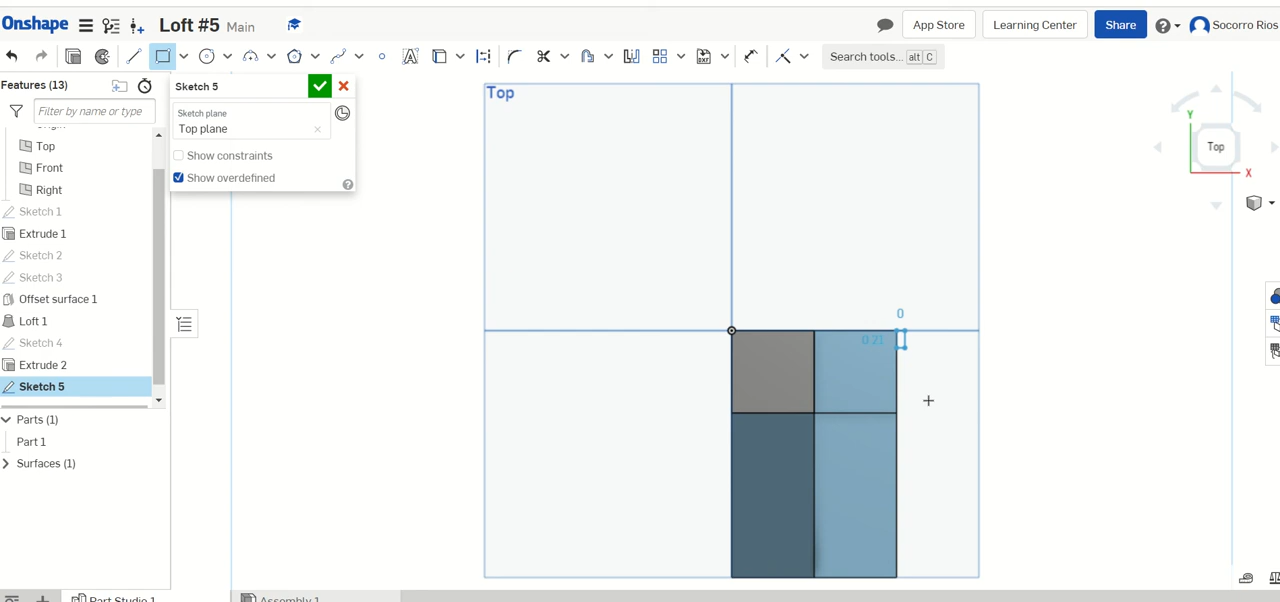 Onshape Loft #5 Main App Store Learning Center Share Socorro Rios
Search tools... alt C
Features (13)
Filter by name or type
Top
Front
Right
Sketch 1
Extrude 1
Sketch 2
Sketch 3
Offset surface 1
Loft 1
Sketch 4
Extrude 2
Sketch 5
Parts (1)
Part 1
Surfaces (1)
Sketch 5
Sketch plane
Top plane
Show constraints
Show overdefined
Top
0
0.21
Y
Top
X
Part Studio 1 Assembly 1